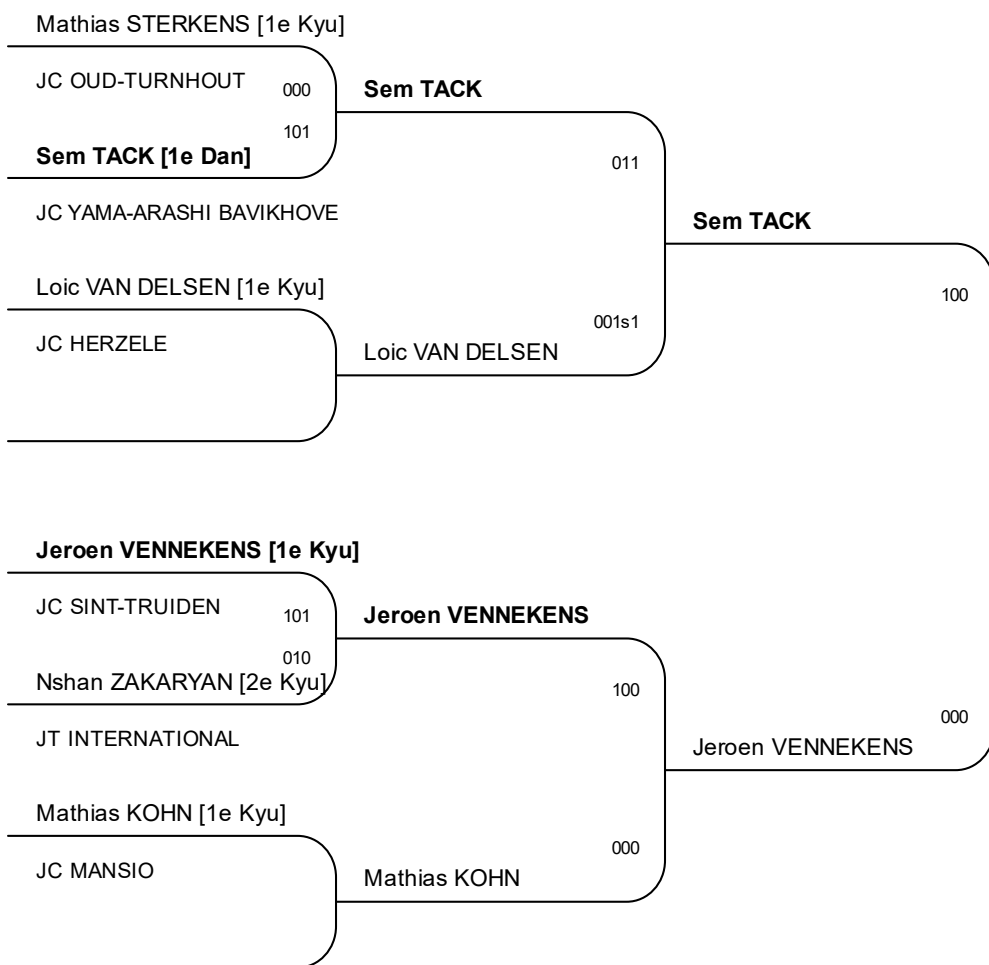 Mathias STERKENS [1e Kyu]
JC OUD-TURNHOUT
000
Sem TACK
101
Sem TACK [1e Dan]
011
JC YAMA-ARASHI BAVIKHOVE
Sem TACK
Loic VAN DELSEN [1e Kyu]
100
001s1
JC HERZELE
Loic VAN DELSEN
Jeroen VENNEKENS [1e Kyu]
JC SINT-TRUIDEN
101
Jeroen VENNEKENS
010
Nshan ZAKARYAN [2e Kyu]
100
000
JT INTERNATIONAL
Jeroen VENNEKENS
Mathias KOHN [1e Kyu]
000
JC MANSIO
Mathias KOHN